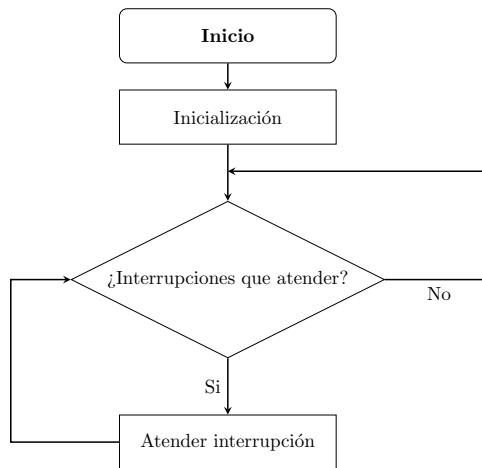 Inicio
Inicialización
¿Interrupciones que atender?
No
Si
Atender interrupción